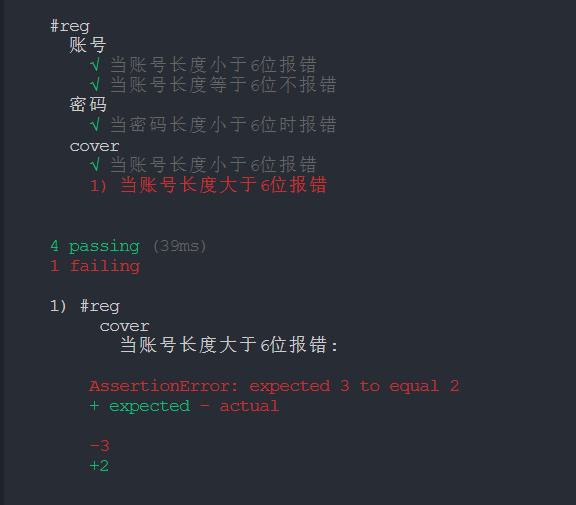 #reg
账号
√ 当账号长度小于6位报错
√ 当账号长度等于6位不报错
密码
√ 当密码长度小于6位时报错
cover
√ 当账号长度小于6位报错
1) 当账号长度大于6位报错
4 passing (39ms)
1 failing
1) #reg
cover
当账号长度大于6位报错:
AssertionError: expected 3 to equal 2
+ expected - actual
-3
+2